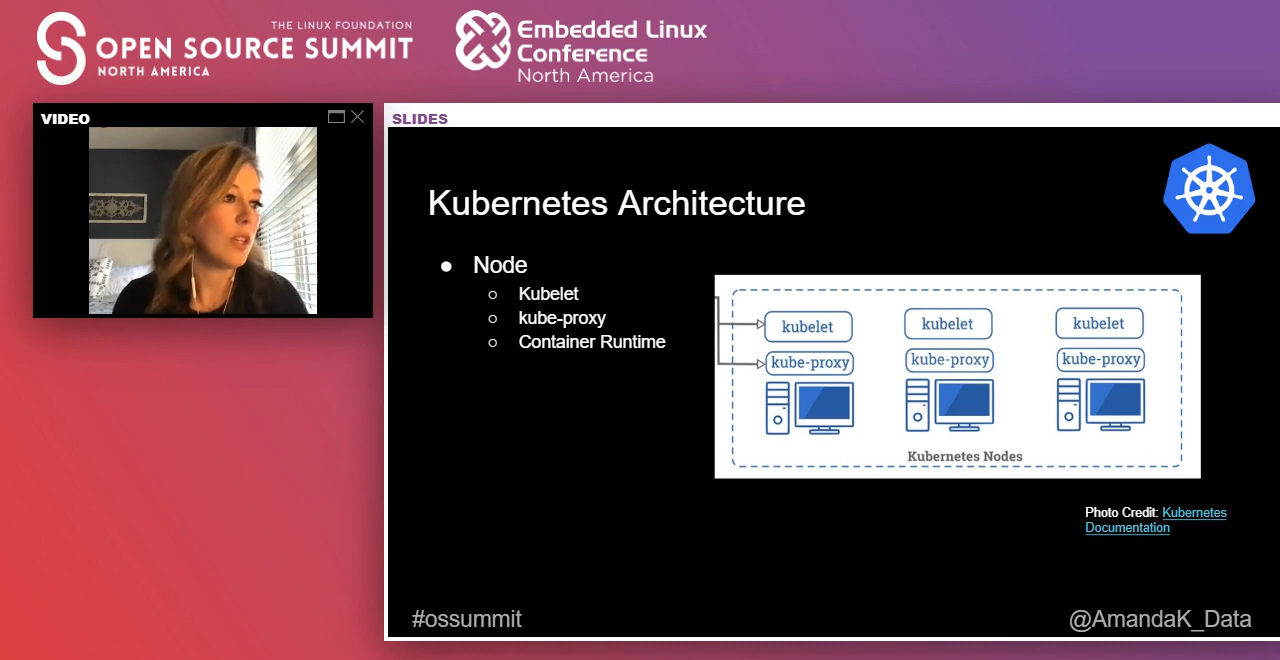 THE LINUX FOUNDATION
OPEN SOURCE SUMMIT
NORTH AMERICA
Embedded Linux
Conference
North America
VIDEO
SLIDES
Kubernetes Architecture
● Node
○ Kubelet
○ kube-proxy
○ Container Runtime
kubelet kubelet kubelet
kube-proxy kube-proxy kube-proxy
Kubernetes Nodes
Photo Credit: Kubernetes
Documentation
#ossummit
@AmandaK_Data